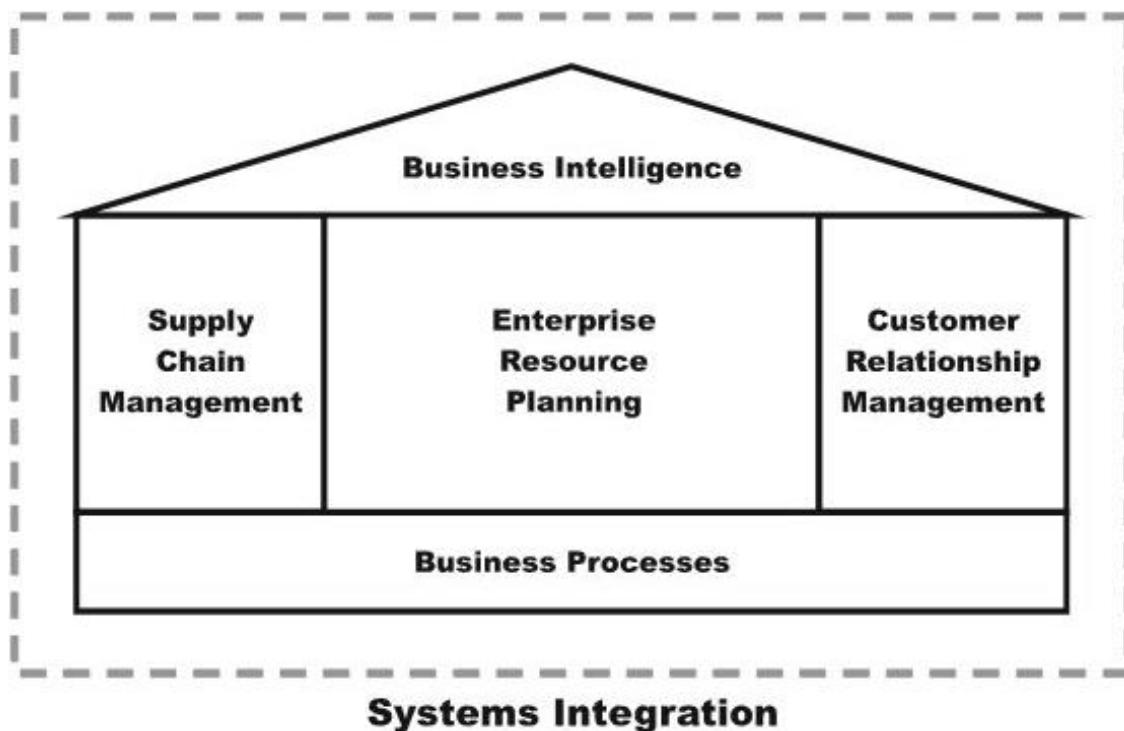 Business Intelligence
Supply
Chain
Management
Enterprise
Resource
Planning
Customer
Relationship
Management
Business Processes
Systems Integration